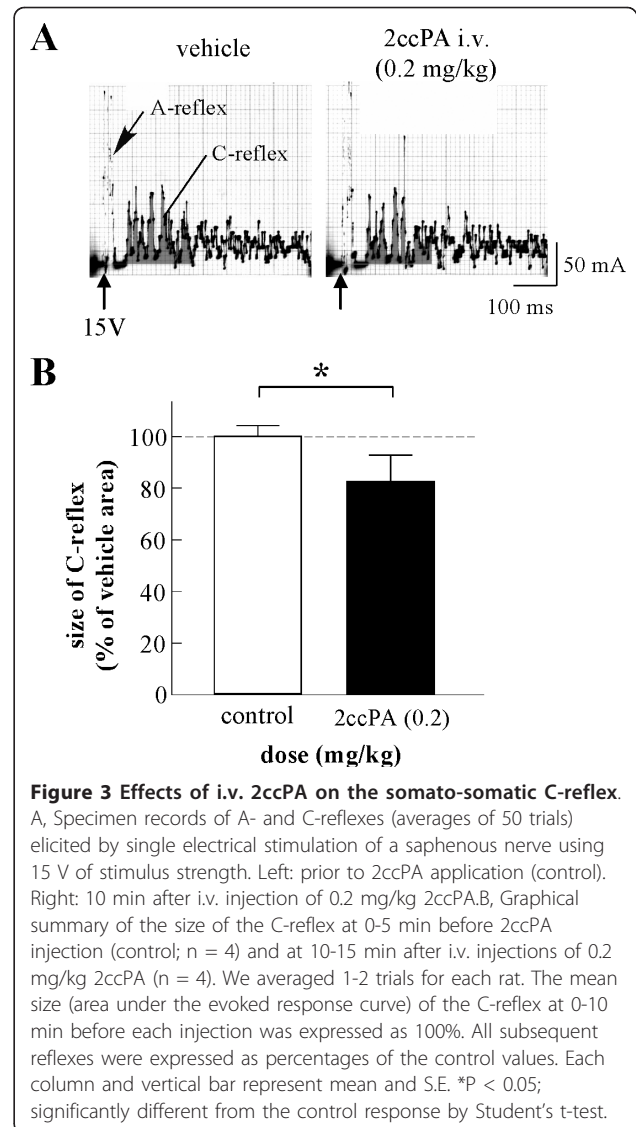 A
vehicle
2ccPA i.v.
(0.2 mg/kg)
A-reflex
C-reflex
15V
50 mA
100 ms
B
*
size of C-reflex
(% of vehicle area)
100
80
60
40
20
0
control
2ccPA (0.2)
dose (mg/kg)
Figure 3 Effects of i.v. 2ccPA on the somato-somatic C-reflex.
A, Specimen records of A- and C-reflexes (averages of 50 trials)
elicited by single electrical stimulation of a saphenous nerve using
15 V of stimulus strength. Left: prior to 2ccPA application (control).
Right: 10 min after i.v. injection of 0.2 mg/kg 2ccPA.B, Graphical
summary of the size of the C-reflex at 0-5 min before 2ccPA
injection (control; n = 4) and at 10-15 min after i.v. injections of 0.2
mg/kg 2ccPA (n = 4). We averaged 1-2 trials for each rat. The mean
size (area under the evoked response curve) of the C-reflex at 0-10
min before each injection was expressed as 100%. All subsequent
reflexes were expressed as percentages of the control values. Each
column and vertical bar represent mean and S.E. *P < 0.05;
significantly different from the control response by Student's t-test.